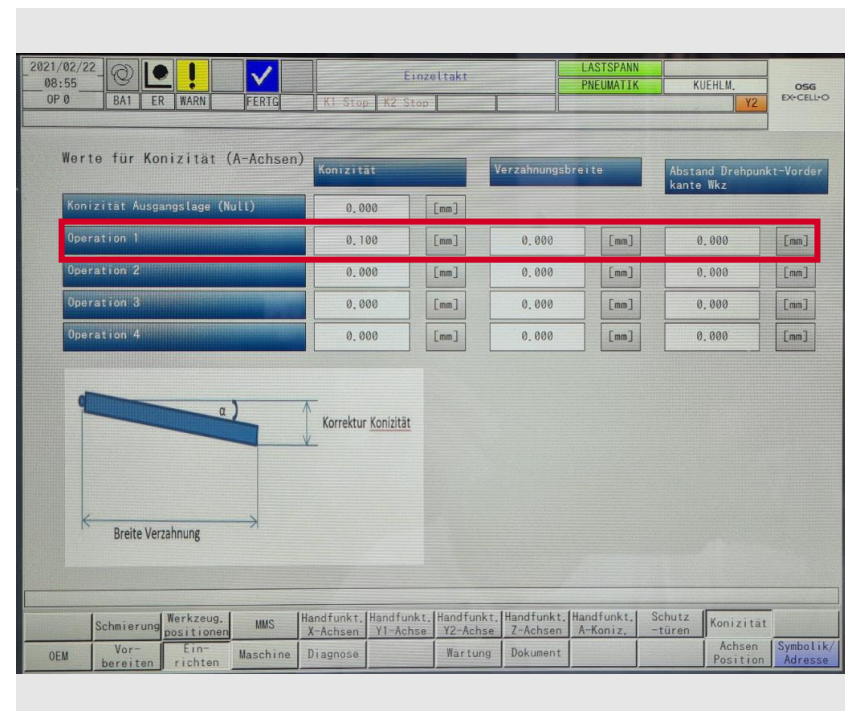 2021/02/22
08:55
OP 0
BA1 ER WARN FERTG
Einzeltakt
K1 Stop K2 Stop
LASTSPANN
PNEUMATIK KUEHLM.
Y2
OSG
EX-CELL-O
Werte für Konizität (A-Achsen)
Konizität
Verzahnungsbreite
Abstand Drehpunkt-Vorder
kante Wkz
Konizität Ausgangslage (Null) 0.000 [mm]
Operation 1 0.100 [mm] 0.000 [mm] 0.000 [mm]
Operation 2 0.000 [mm] 0.000 [mm] 0.000 [mm]
Operation 3 0.000 [mm] 0.000 [mm] 0.000 [mm]
Operation 4 0.000 [mm] 0.000 [mm] 0.000 [mm]
α
Korrektur Konizität
Breite Verzahnung
Schmierung
Werkzeug.
positionen
MMS
Handfunkt.
X-Achsen
Handfunkt.
Y1-Achse
Handfunkt.
Y2-Achse
Handfunkt.
Z-Achsen
Handfunkt.
A-Koniz.
Schutz
-türen
Konizität
OEM
Vor-
bereiten
Ein-
richten
Maschine
Diagnose
Wartung
Dokument
Achsen
Position
Symbolik/
Adresse